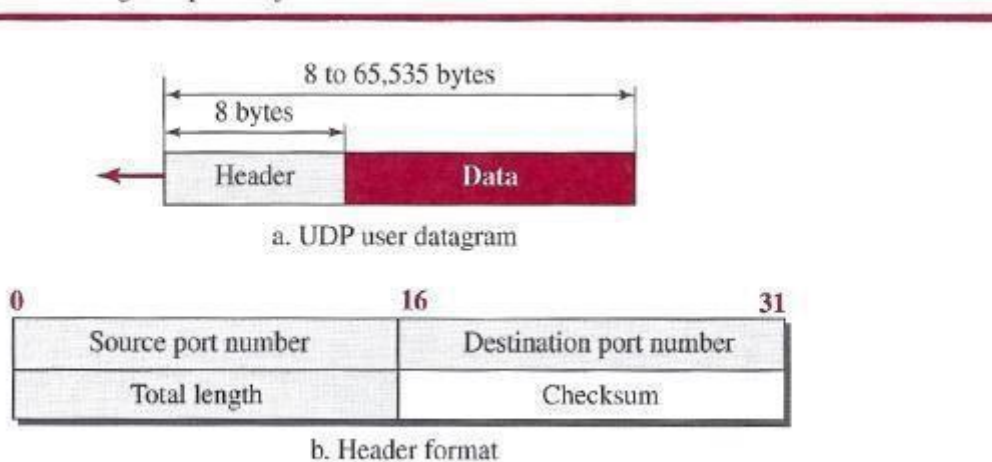 8 to 65,535 bytes
8 bytes
Header
Data
a. UDP user datagram
0 16 31
Source port number Destination port number
Total length Checksum
b. Header format